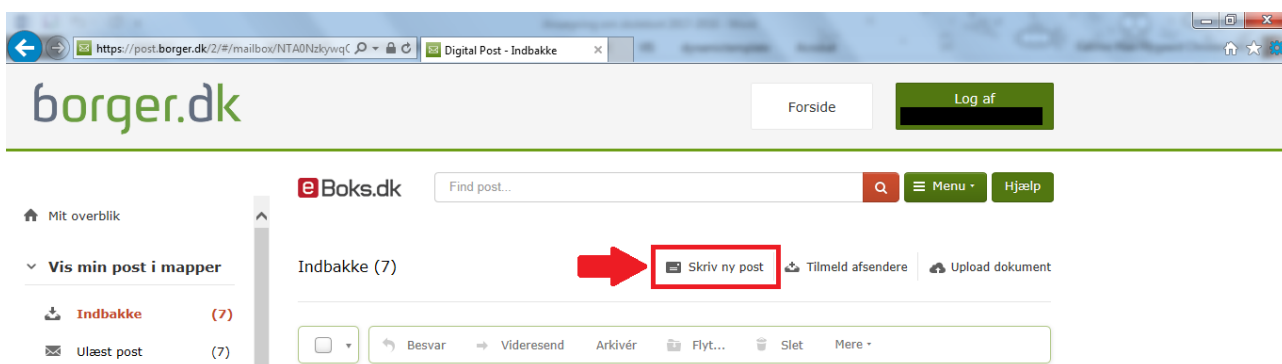 https://post.borger.dk/2/#/mailbox/NTA0NzkywqC
Digital Post - Indbakke
borger.dk
Forside
Log af
e Boks.dk
Find post...
Menu
Hjælp
Mit overblik
Vis min post i mapper
Indbakke (7)
Skriv ny post
Tilmeld afsendere
Upload dokument
Indbakke (7)
Ulæst post (7)
Besvar
Videresend
Arkivér
Flyt...
Slet
Mere